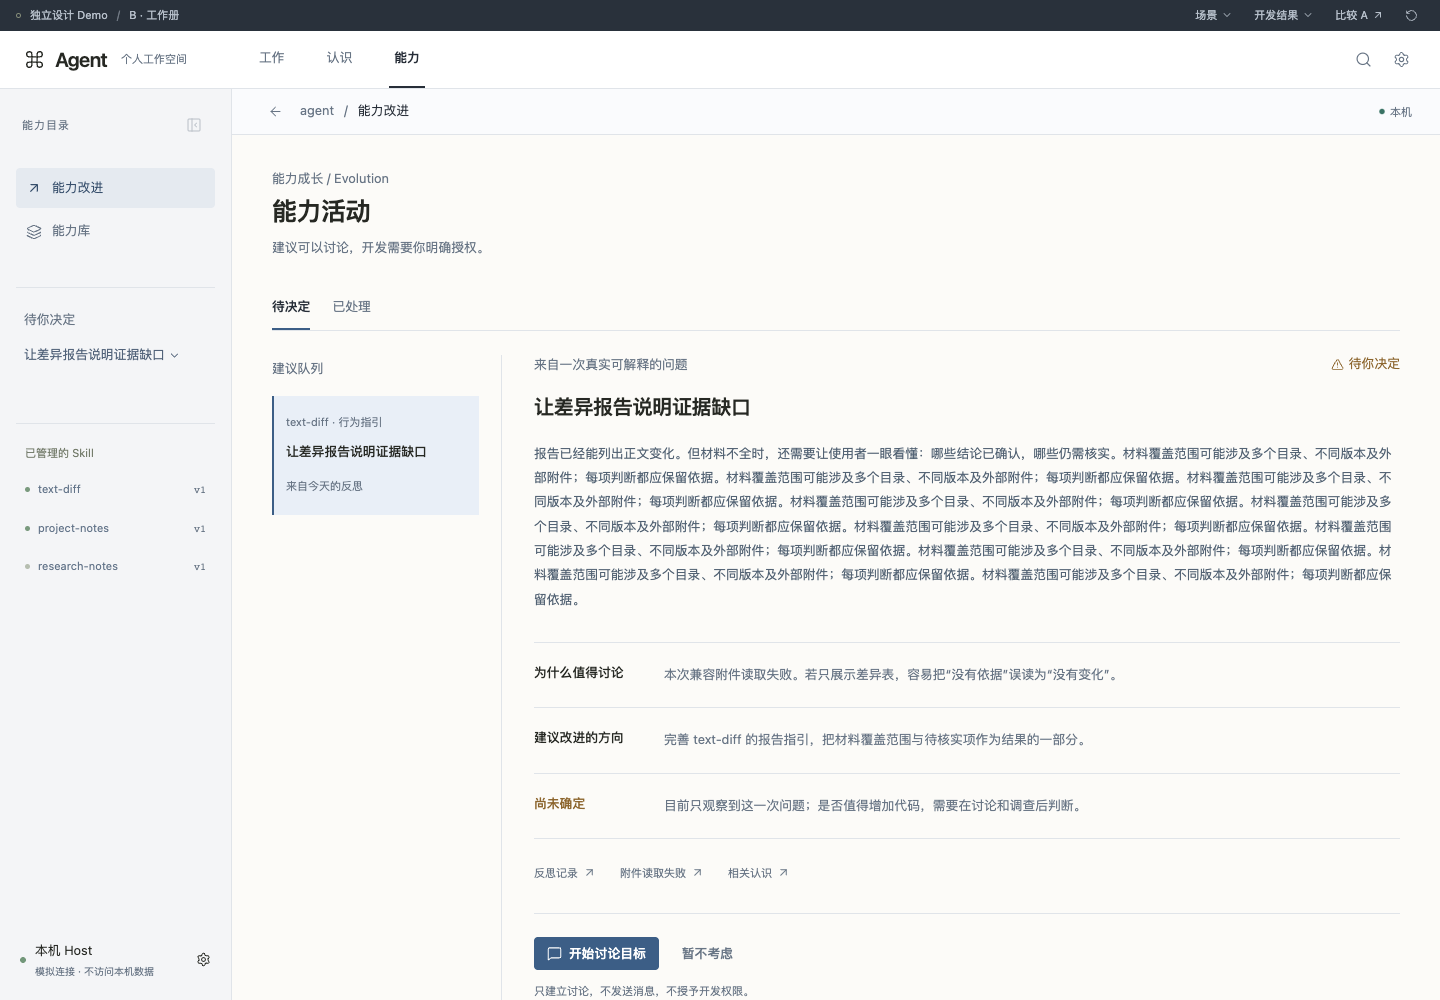 独立设计 Demo / B · 工作册
场景
开发结果
比较 A
Agent
个人工作空间
工作
认识
能力
能力目录
能力改进
能力库
待你决定
让差异报告说明证据缺口
已管理的 Skill
text-diff v1
project-notes v1
research-notes v1
本机 Host
模拟连接 · 不访问本机数据
agent / 能力改进
本机
能力成长 / Evolution
能力活动
建议可以讨论，开发需要你明确授权。
待决定
已处理
建议队列
text-diff · 行为指引
让差异报告说明证据缺口
来自今天的反思
来自一次真实可解释的问题
待你决定
让差异报告说明证据缺口
报告已经能列出正文变化。但材料不全时，还需要让使用者一眼看懂：哪些结论已确认，哪些仍需核实。材料覆盖范围可能涉及多个目录、不同版本及外
部附件；每项判断都应保留依据。材料覆盖范围可能涉及多个目录、不同版本及外部附件；每项判断都应保留依据。材料覆盖范围可能涉及多个目录、不
同版本及外部附件；每项判断都应保留依据。材料覆盖范围可能涉及多个目录、不同版本及外部附件；每项判断都应保留依据。材料覆盖范围可能涉及多
个目录、不同版本及外部附件；每项判断都应保留依据。材料覆盖范围可能涉及多个目录、不同版本及外部附件；每项判断都应保留依据。材料覆盖范围
可能涉及多个目录、不同版本及外部附件；每项判断都应保留依据。材料覆盖范围可能涉及多个目录、不同版本及外部附件；每项判断都应保留依据。材
料覆盖范围可能涉及多个目录、不同版本及外部附件；每项判断都应保留依据。材料覆盖范围可能涉及多个目录、不同版本及外部附件；每项判断都应保
留依据。
为什么值得讨论
本次兼容附件读取失败。若只展示差异表，容易把“没有依据”误读为“没有变化”。
建议改进的方向
完善 text-diff 的报告指引，把材料覆盖范围与待核实项作为结果的一部分。
尚未确定
目前只观察到这一次问题；是否值得增加代码，需要在讨论和调查后判断。
反思记录
附件读取失败
相关认识
开始讨论目标
暂不考虑
只建立讨论，不发送消息，不授予开发权限。